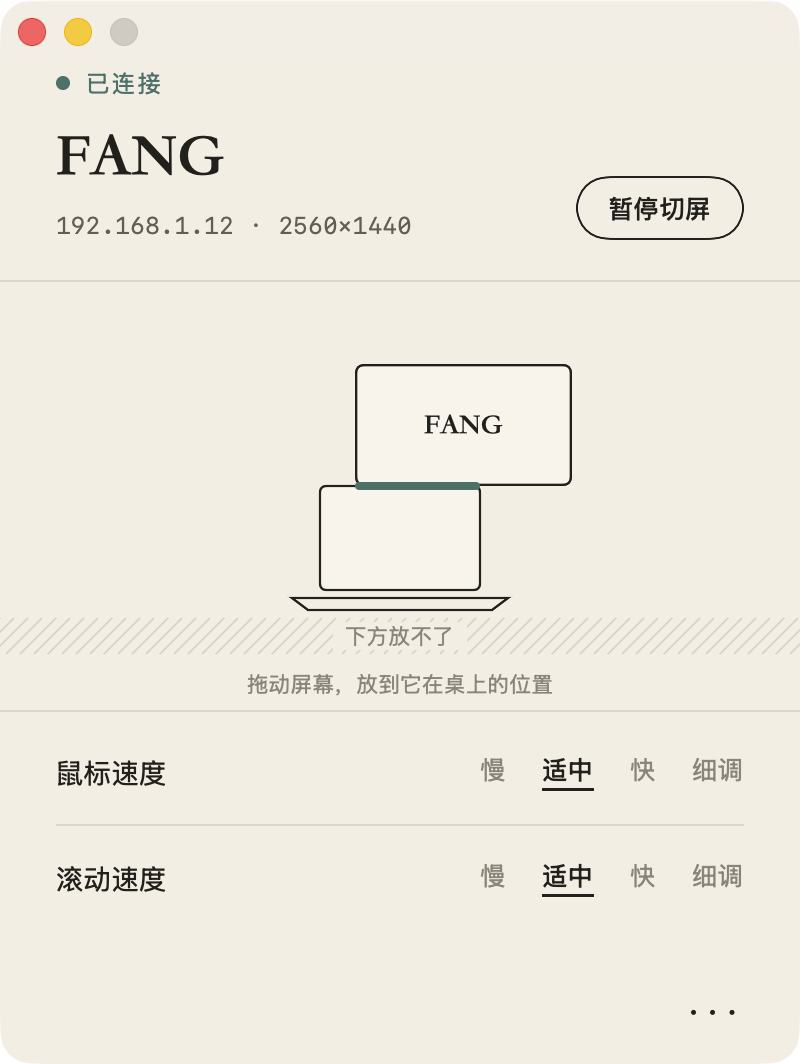 已连接
FANG
192.168.1.12 · 2560×1440
暂停切屏
FANG
下方放不了
拖动屏幕，放到它在桌上的位置
鼠标速度 慢 适中 快 细调
滚动速度 慢 适中 快 细调
···